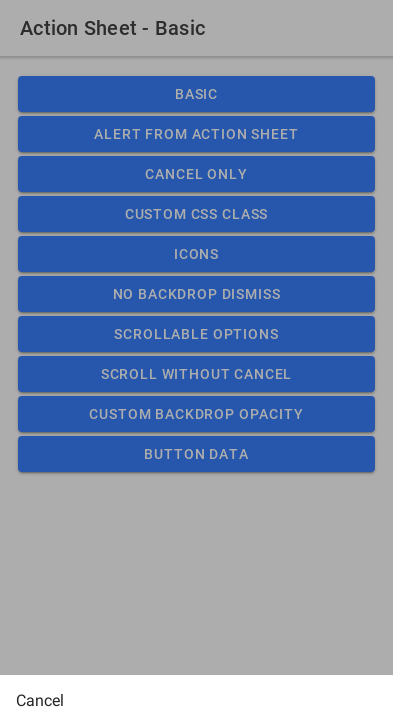 Action Sheet - Basic
BASIC
ALERT FROM ACTION SHEET
CANCEL ONLY
CUSTOM CSS CLASS
ICONS
NO BACKDROP DISMISS
SCROLLABLE OPTIONS
SCROLL WITHOUT CANCEL
CUSTOM BACKDROP OPACITY
BUTTON DATA
Cancel